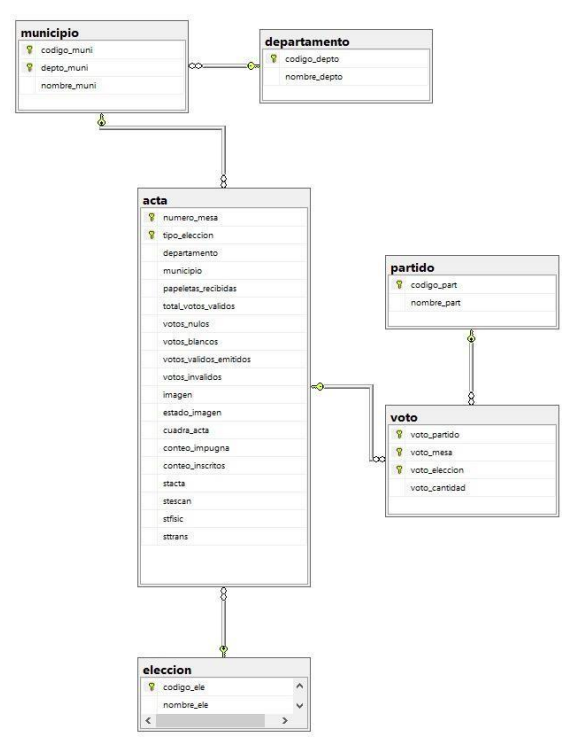 municipio
codigo_muni
depto_muni
nombre_muni
departamento
codigo_depto
nombre_depto
acta
numero_mesa
tipo_eleccion
departamento
municipio
papeletas_recibidas
total_votos_validos
votos_nulos
votos_blancos
votos_validos_emitidos
votos_invalidos
imagen
estado_imagen
cuadra_acta
conteo_impugna
conteo_inscritos
stacta
stescan
stfisic
sttrans
partido
codigo_part
nombre_part
voto
voto_partido
voto_mesa
voto_eleccion
voto_cantidad
eleccion
codigo_ele
nombre_ele